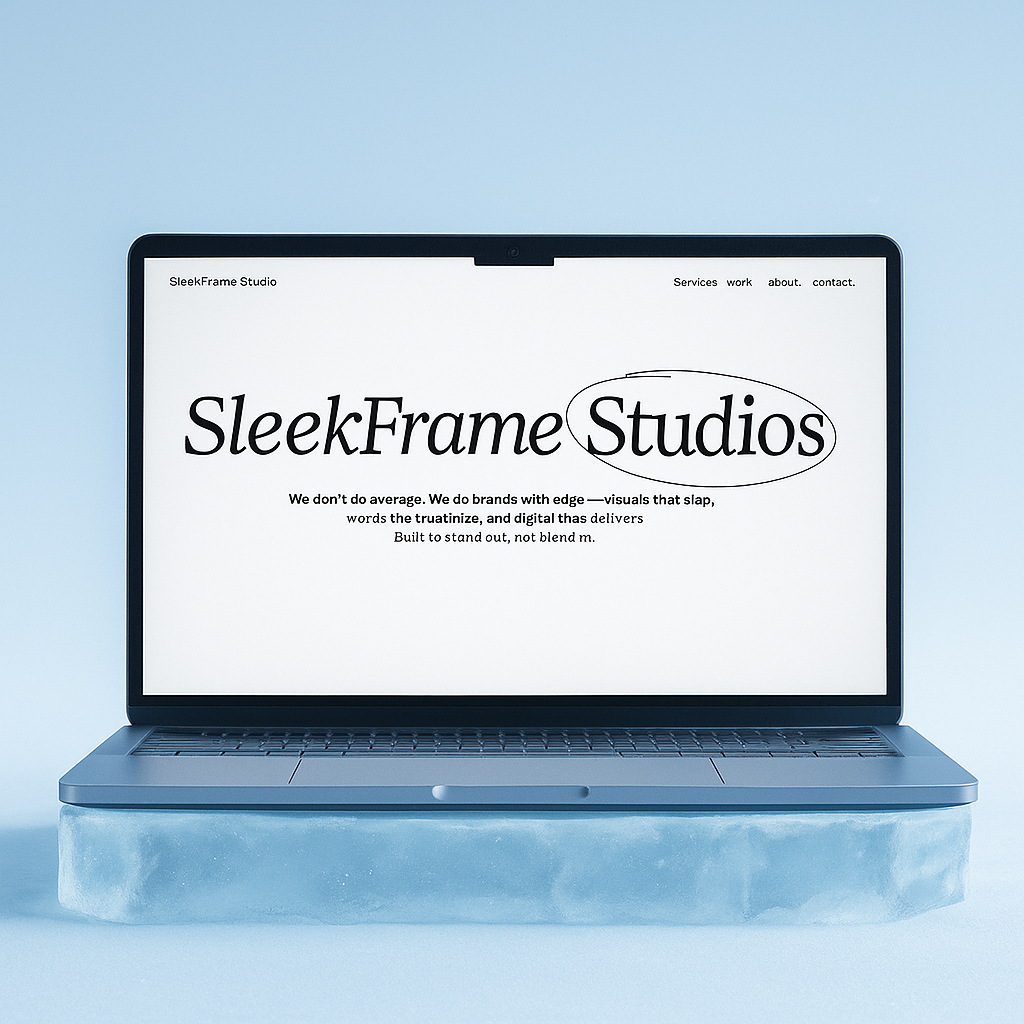 SleekFrame Studio
Services work about. contact.
SleekFrame Studios
We don't do average. We do brands with edge —visuals that slap,
words the truatinize, and digital thas delivers
Built to stand out, not blend m.